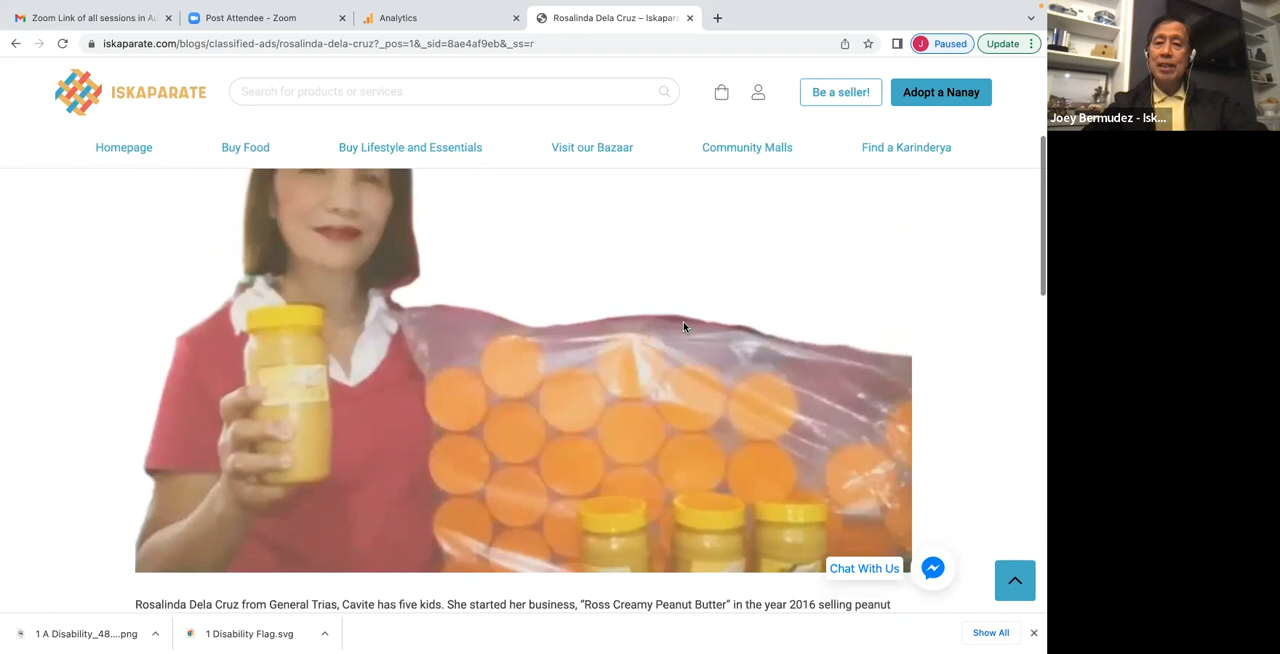 Zoom Link of all sessions in Au
Post Attendee - Zoom
Analytics
Rosalinda Dela Cruz – Iskapara
iskaparate.com/blogs/classified-ads/rosalinda-dela-cruz?_pos=1&_sid=8ae4af9eb&_ss=r
J
Paused
Update
ISKAPARATE
Search for products or services
Be a seller!
Adopt a Nanay
Joey Bermudez - Isk...
Homepage
Buy Food
Buy Lifestyle and Essentials
Visit our Bazaar
Community Malls
Find a Karinderya
Chat With Us
Rosalinda Dela Cruz from General Trias, Cavite has five kids. She started her business, “Ross Creamy Peanut Butter” in the year 2016 selling peanut
1 A Disability_48....png
1 Disability Flag.svg
Show All